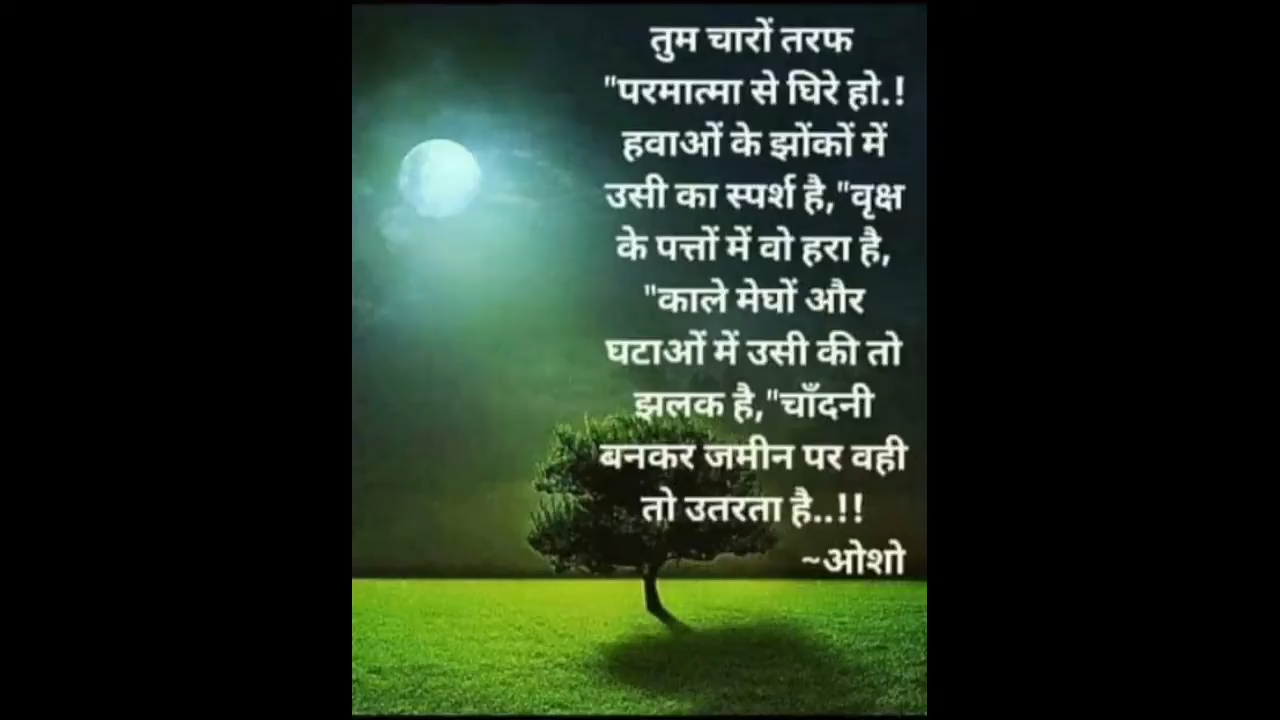 तुम चारों तरफ
"परमात्मा से घिरे हो.!
हवाओं के झोंकों में
उसी का स्पर्श है,"वृक्ष
के पत्तों में वो हरा है,
"काले मेघों और
घटाओं में उसी की तो
झलक है,"चाँदनी
बनकर जमीन पर वही
तो उतरता है..!!
~ओशो